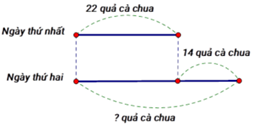 22 quả cà chua
Ngày thứ nhất
14 quả cà chua
Ngày thứ hai
? quả cà chua